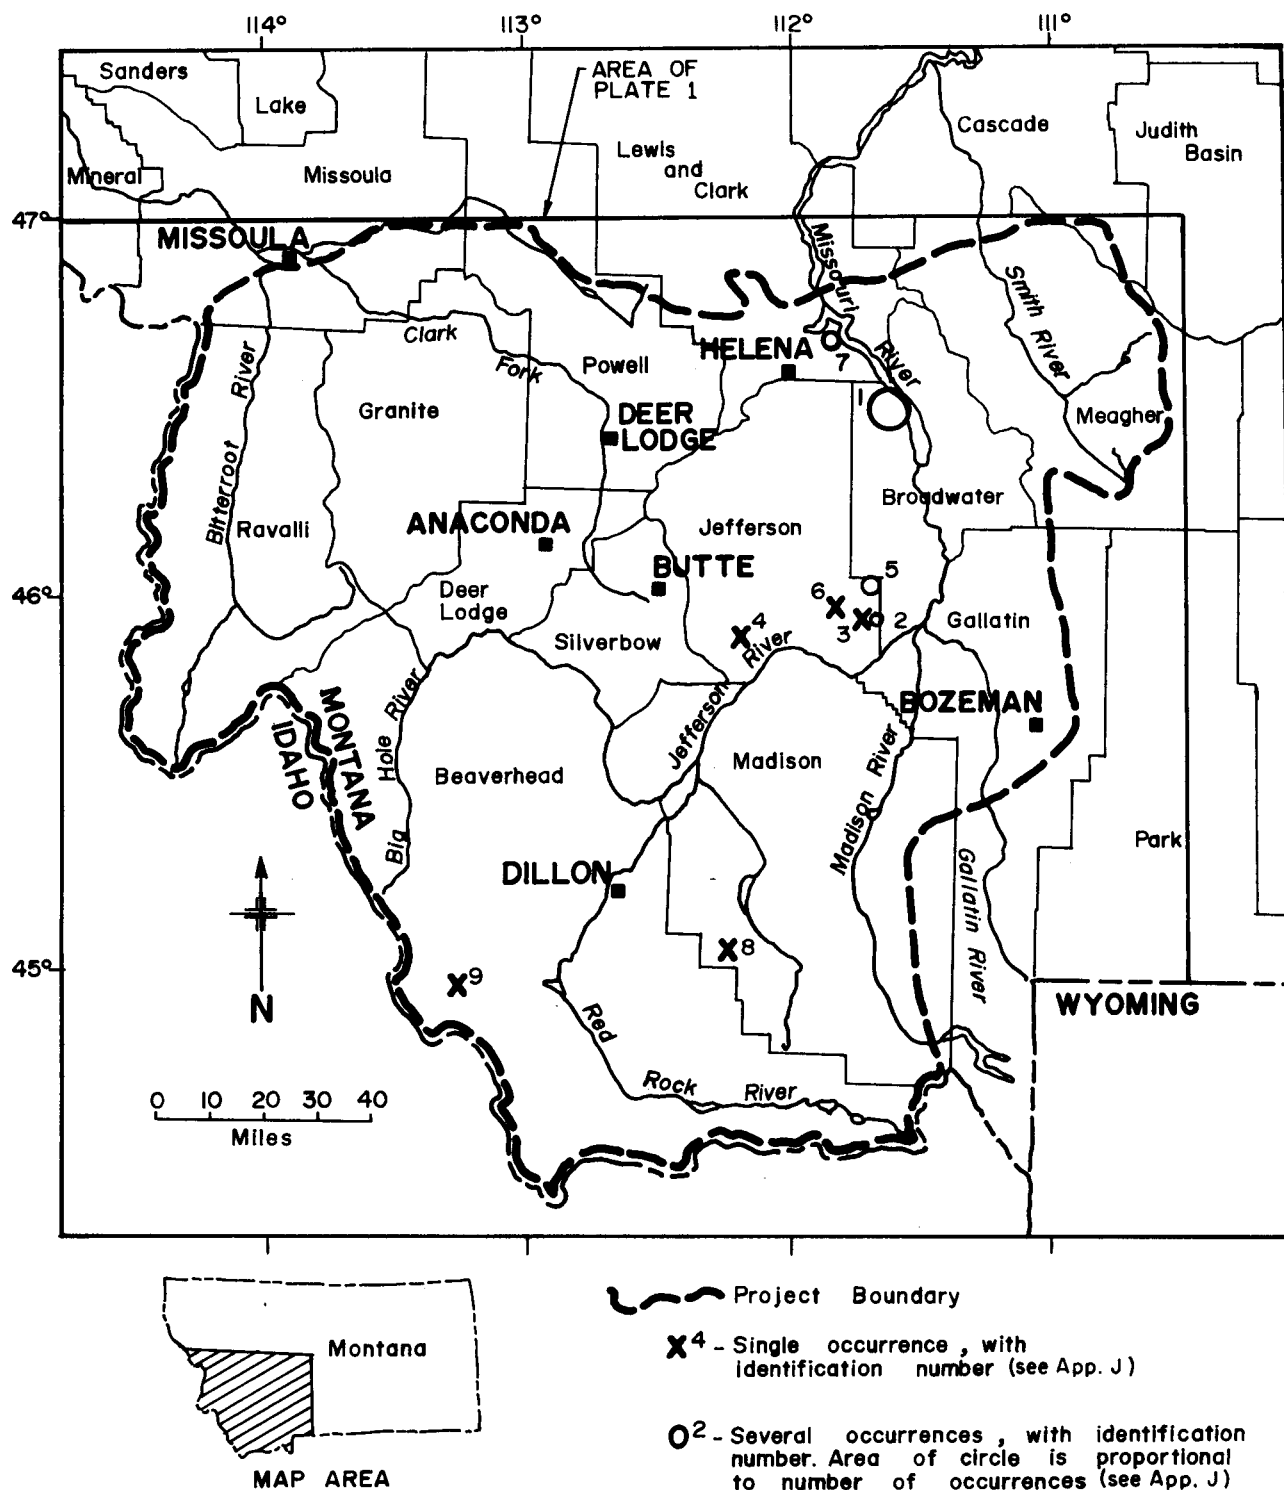 114° 113° 112° 111°
Sanders
Lake
AREA OF
PLATE 1
Cascade
Judith
Basin
Lewis
and
Clark
Mineral
Missoula
47°
MISSOULA
Missouri
River
Smith River
Clark
Fork
HELENA
7
Powell
1
Granite
DEER
LODGE
Meagher
Bitterroot
River
Broadwater
ANACONDA
Jefferson
Ravalli
BUTTE
5
46°
6
Deer
Lodge
4
3
2
Gallatin
Silverbow
Jefferson
River
MONTANA
IDAHO
BOZEMAN
Big
Hole
River
Beaverhead
Madison
Madison River
Park
DILLON
Gallatin River
8
45°
9
WYOMING
N
Red
Rock
River
0 10 20 30 40
Miles
Project Boundary
Montana
X 4 - Single occurrence, with
identification number (see App. J)
O 2 - Several occurrences, with identification
number. Area of circle is proportional
to number of occurrences (see App. J)
MAP AREA